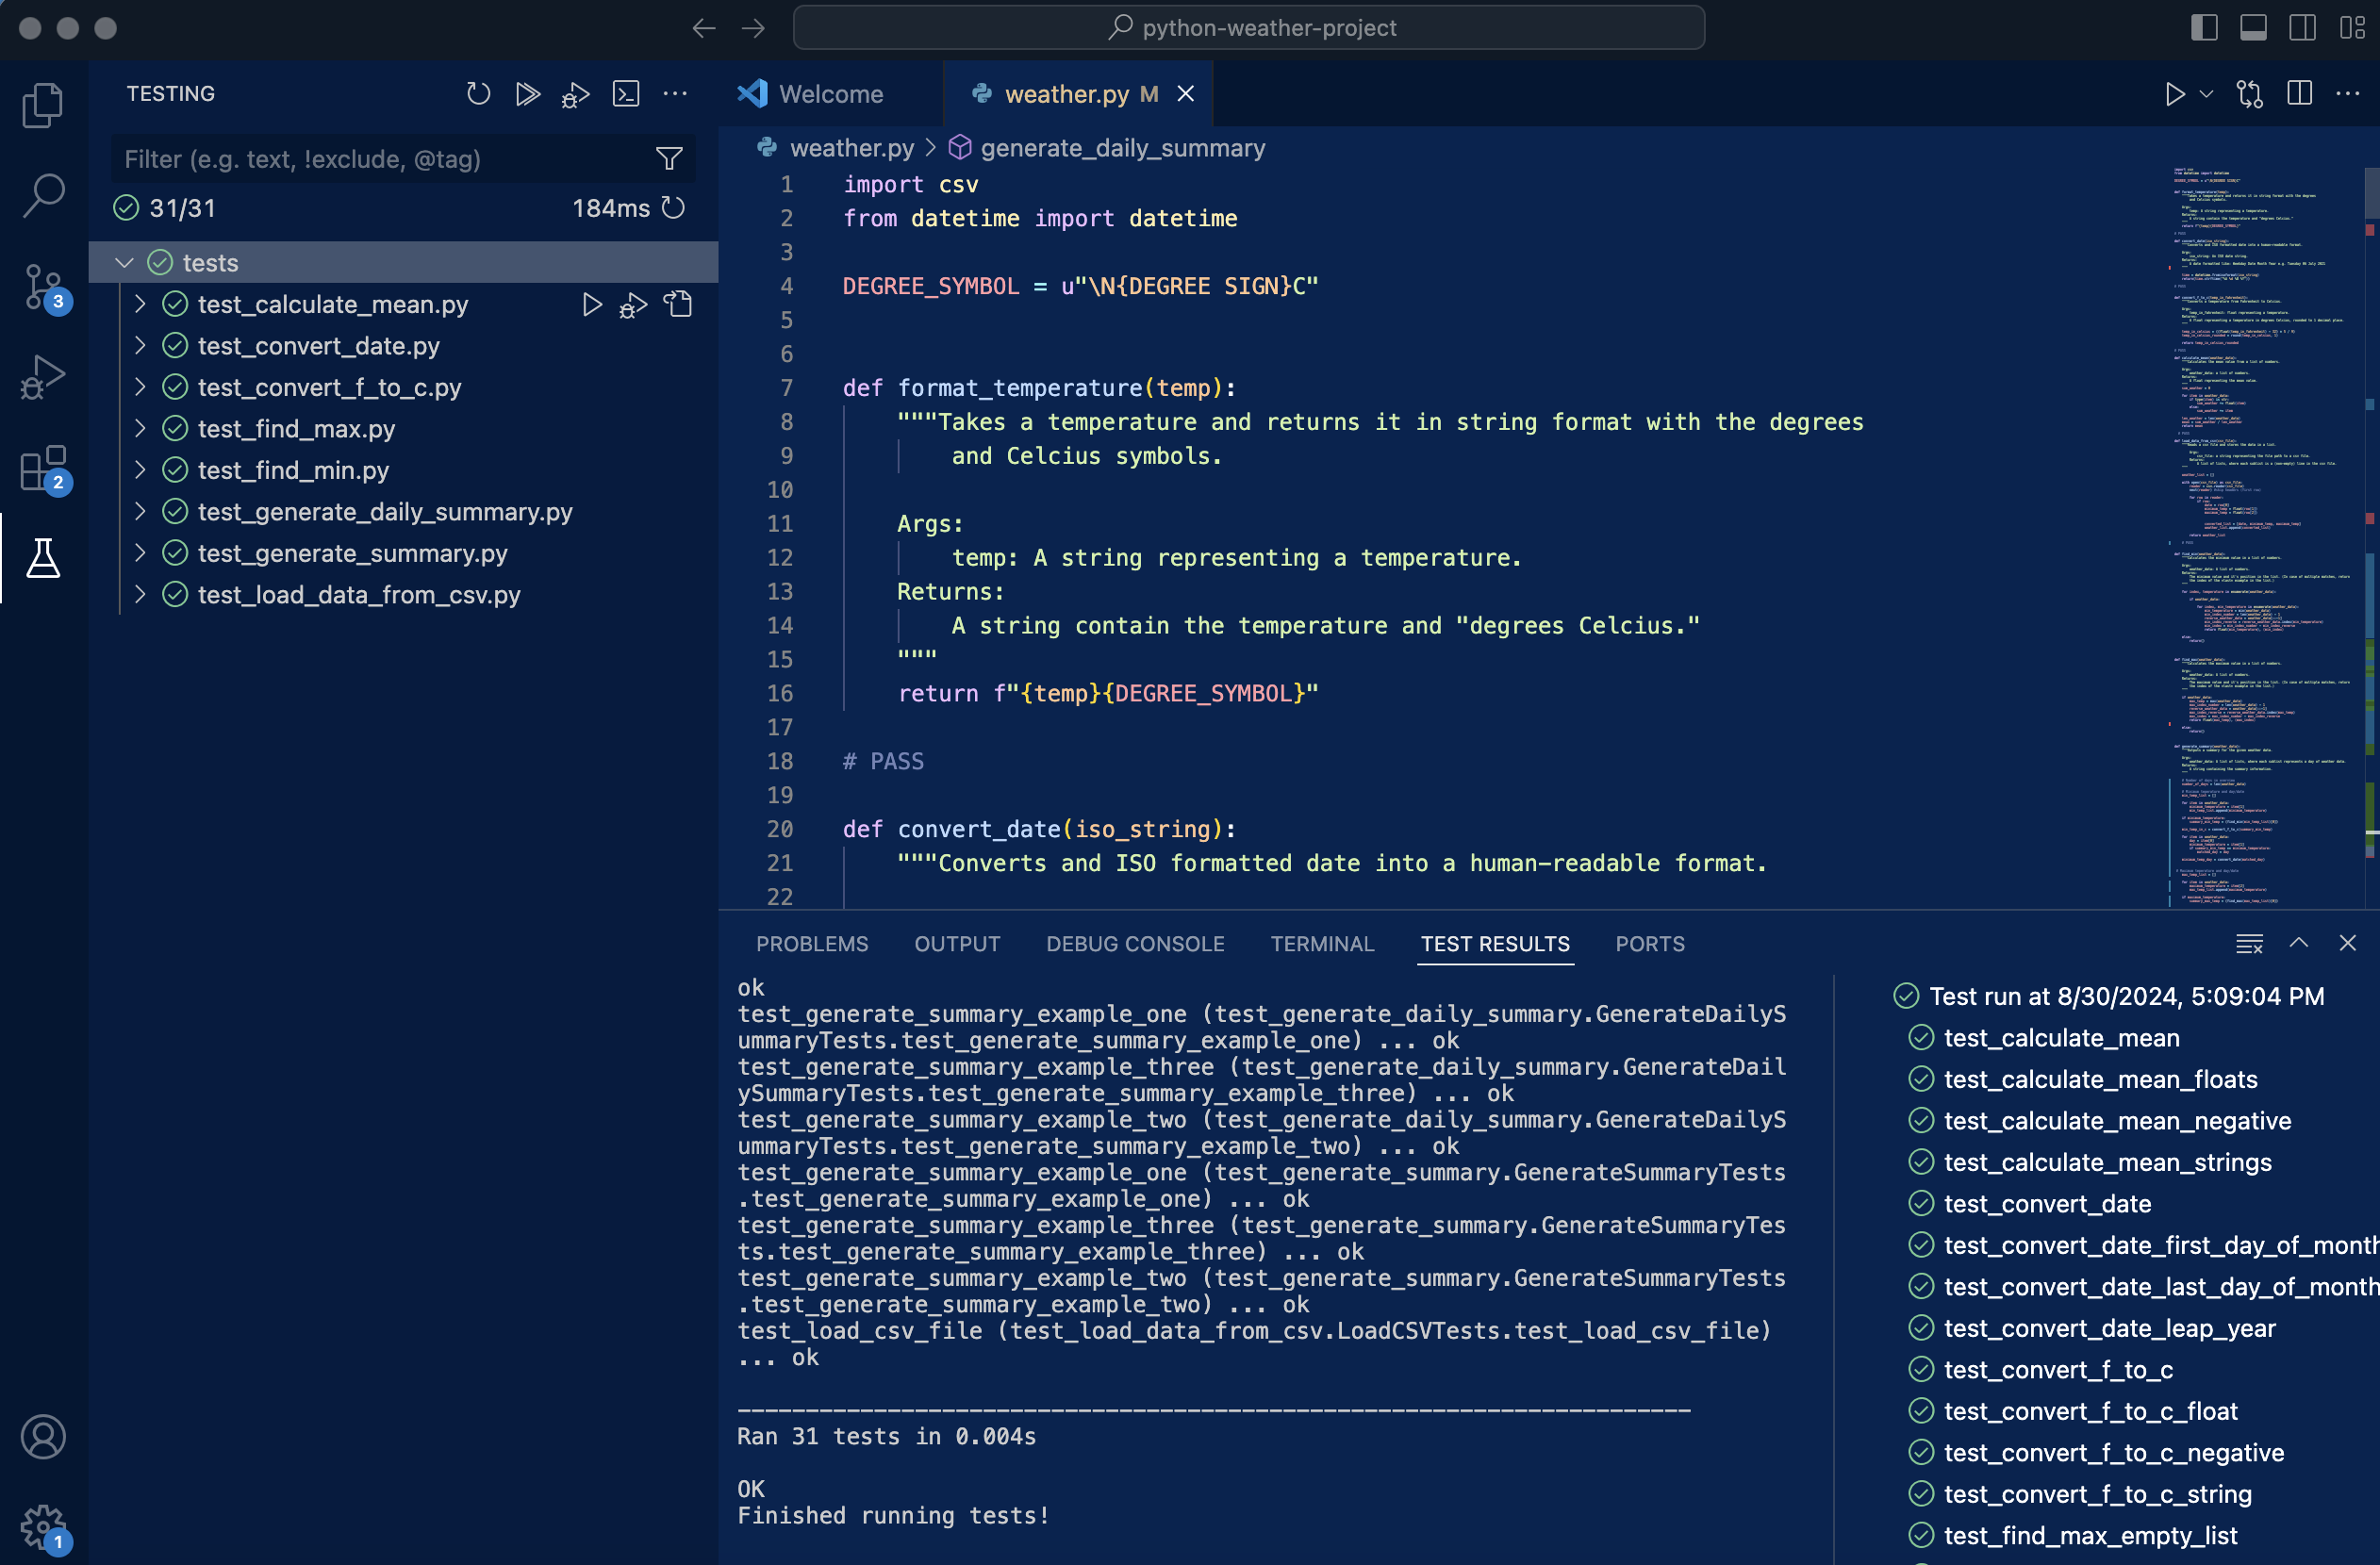 python-weather-project
TESTING
Filter (e.g. text, !exclude, @tag)
31/31 184ms
tests
test_calculate_mean.py
test_convert_date.py
test_convert_f_to_c.py
test_find_max.py
test_find_min.py
test_generate_daily_summary.py
test_generate_summary.py
test_load_data_from_csv.py
3
2
1
Welcome
weather.py M
weather.py > generate_daily_summary
1 import csv
2 from datetime import datetime
3
4 DEGREE_SYMBOL = u"\N{DEGREE SIGN}C"
5
6
7 def format_temperature(temp):
8 """Takes a temperature and returns it in string format with the degrees
9 and Celcius symbols.
10
11 Args:
12 temp: A string representing a temperature.
13 Returns:
14 A string contain the temperature and "degrees Celcius."
15 """
16 return f"{temp}{DEGREE_SYMBOL}"
17
18 # PASS
19
20 def convert_date(iso_string):
21 """Converts and ISO formatted date into a human-readable format.
22
PROBLEMS OUTPUT DEBUG CONSOLE TERMINAL TEST RESULTS PORTS
ok
test_generate_summary_example_one (test_generate_daily_summary.GenerateDailyS
ummaryTests.test_generate_summary_example_one) ... ok
test_generate_summary_example_three (test_generate_daily_summary.GenerateDail
ySummaryTests.test_generate_summary_example_three) ... ok
test_generate_summary_example_two (test_generate_daily_summary.GenerateDailyS
ummaryTests.test_generate_summary_example_two) ... ok
test_generate_summary_example_one (test_generate_summary.GenerateSummaryTests
.test_generate_summary_example_one) ... ok
test_generate_summary_example_three (test_generate_summary.GenerateSummaryTes
ts.test_generate_summary_example_three) ... ok
test_generate_summary_example_two (test_generate_summary.GenerateSummaryTests
.test_generate_summary_example_two) ... ok
test_load_csv_file (test_load_data_from_csv.LoadCSVTests.test_load_csv_file)
... ok
----------------------------------------------------------------------
Ran 31 tests in 0.004s
OK
Finished running tests!
Test run at 8/30/2024, 5:09:04 PM
test_calculate_mean
test_calculate_mean_floats
test_calculate_mean_negative
test_calculate_mean_strings
test_convert_date
test_convert_date_first_day_of_month
test_convert_date_last_day_of_month
test_convert_date_leap_year
test_convert_f_to_c
test_convert_f_to_c_float
test_convert_f_to_c_negative
test_convert_f_to_c_string
test_find_max_empty_list